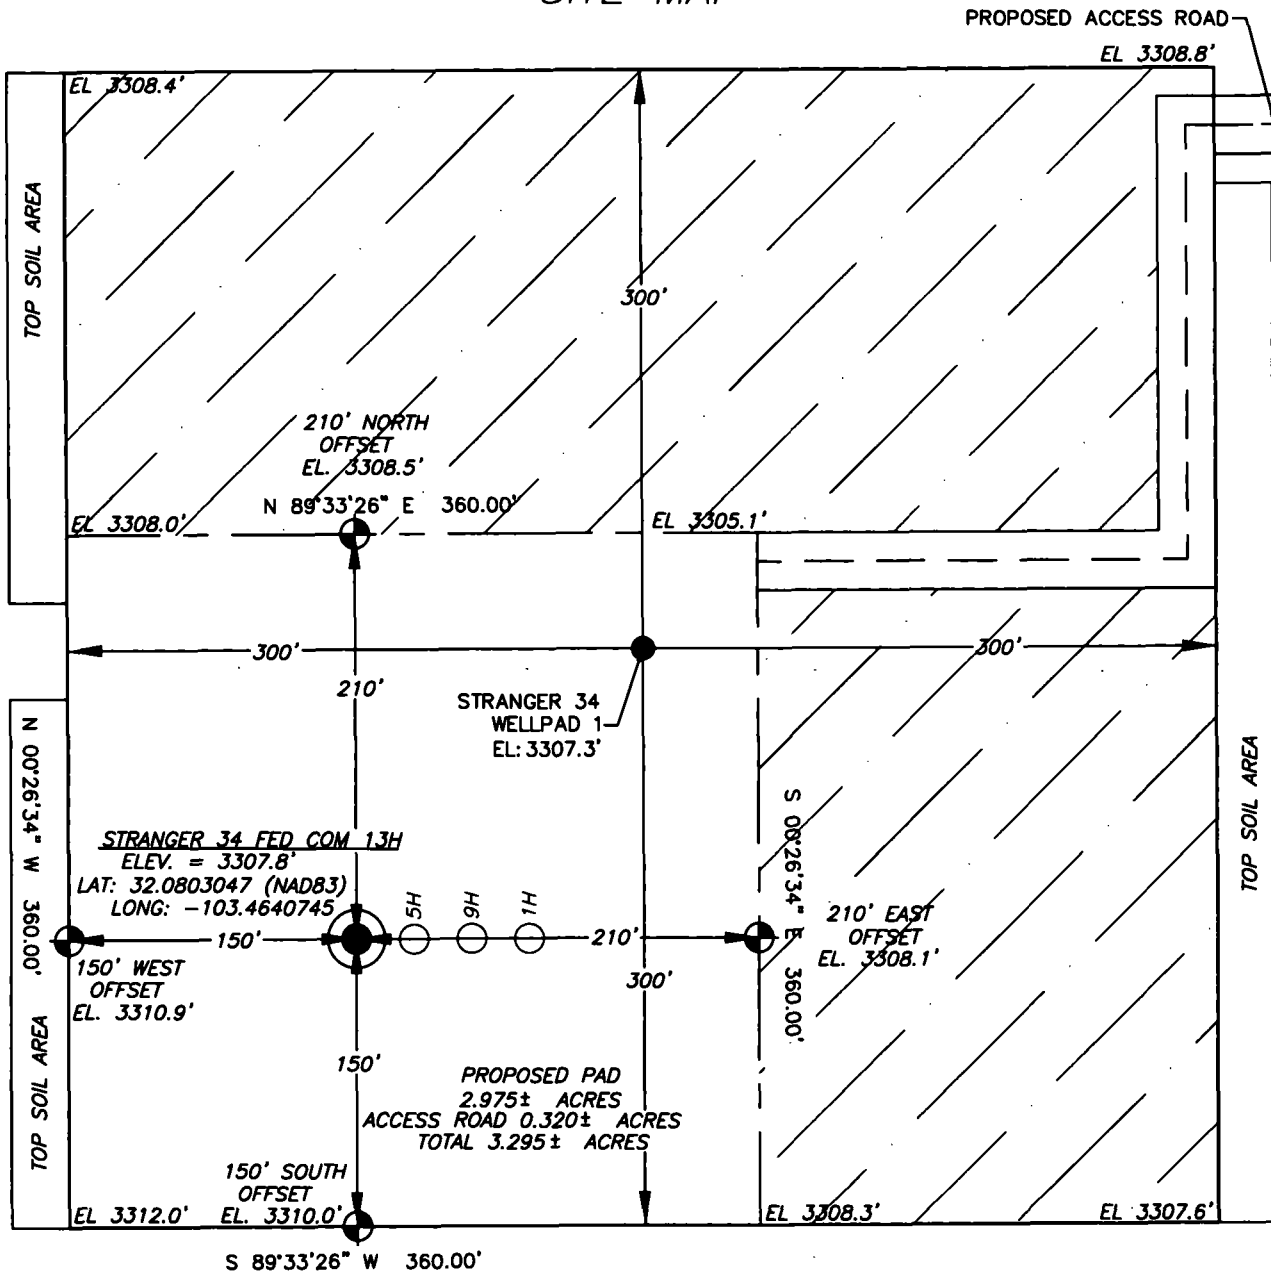 PROPOSED ACCESS ROAD
EL 3308.4'
EL 3308.8'
TOP SOIL AREA
300'
210' NORTH
OFFSET
EL. 3308.5'
N 89°33'26" E 360.00'
EL 3308.0'
EL 3305.1'
300'
300'
210'
STRANGER 34
WELLPAD 1
EL: 3307.3'
N 00°26'34" W 360.00'
S 00°26'34" E 360.00'
TOP SOIL AREA
STRANGER 34 FED COM 13H
ELEV. = 3307.8'
LAT: 32.0803047 (NAD83)
LONG: -103.4640745
5H
9H
1H
150'
210'
210' EAST
OFFSET
EL. 3308.1'
150' WEST
OFFSET
EL. 3310.9'
300'
TOP SOIL AREA
150'
PROPOSED PAD
2.975± ACRES
ACCESS ROAD 0.320± ACRES
TOTAL 3.295± ACRES
150' SOUTH
OFFSET
EL. 3310.0'
EL 3312.0'
EL 3308.3'
EL 3307.6'
S 89°33'26" W 360.00'